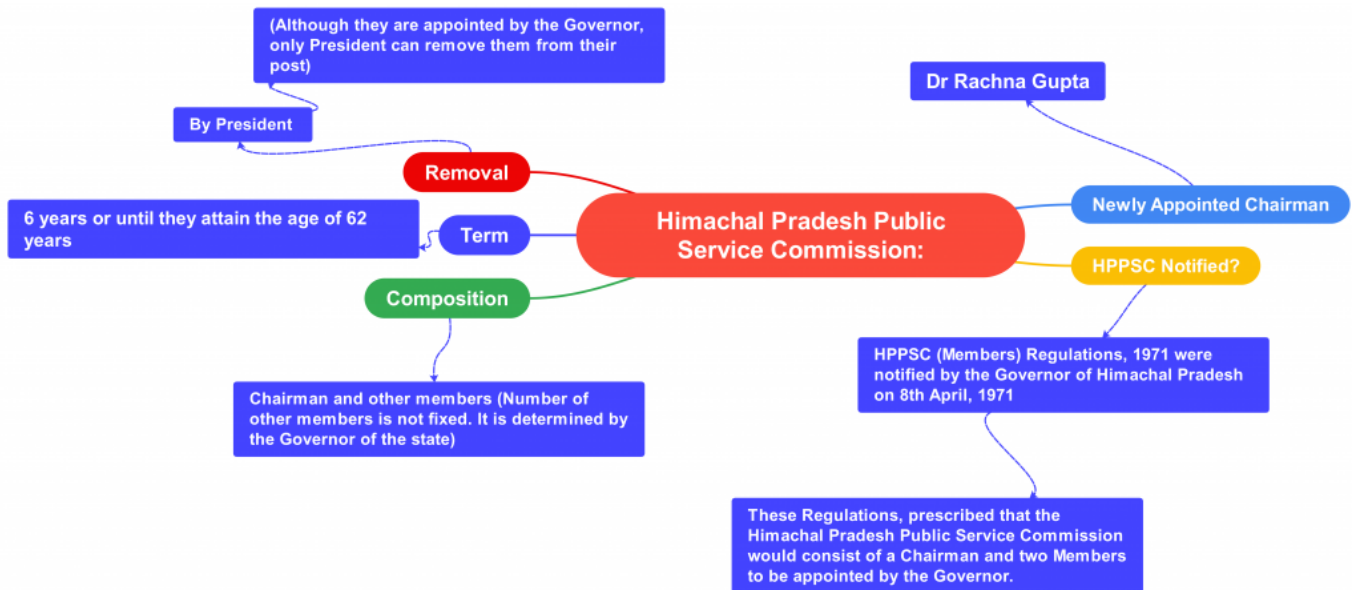 Himachal Pradesh Public
Service Commission:
Removal
By President
(Although they are appointed by the Governor,
only President can remove them from their
post)
Term
6 years or until they attain the age of 62
years
Composition
Chairman and other members (Number of
other members is not fixed. It is determined by
the Governor of the state)
Newly Appointed Chairman
Dr Rachna Gupta
HPPSC Notified?
HPPSC (Members) Regulations, 1971 were
notified by the Governor of Himachal Pradesh
on 8th April, 1971
These Regulations, prescribed that the
Himachal Pradesh Public Service Commission
would consist of a Chairman and two Members
to be appointed by the Governor.